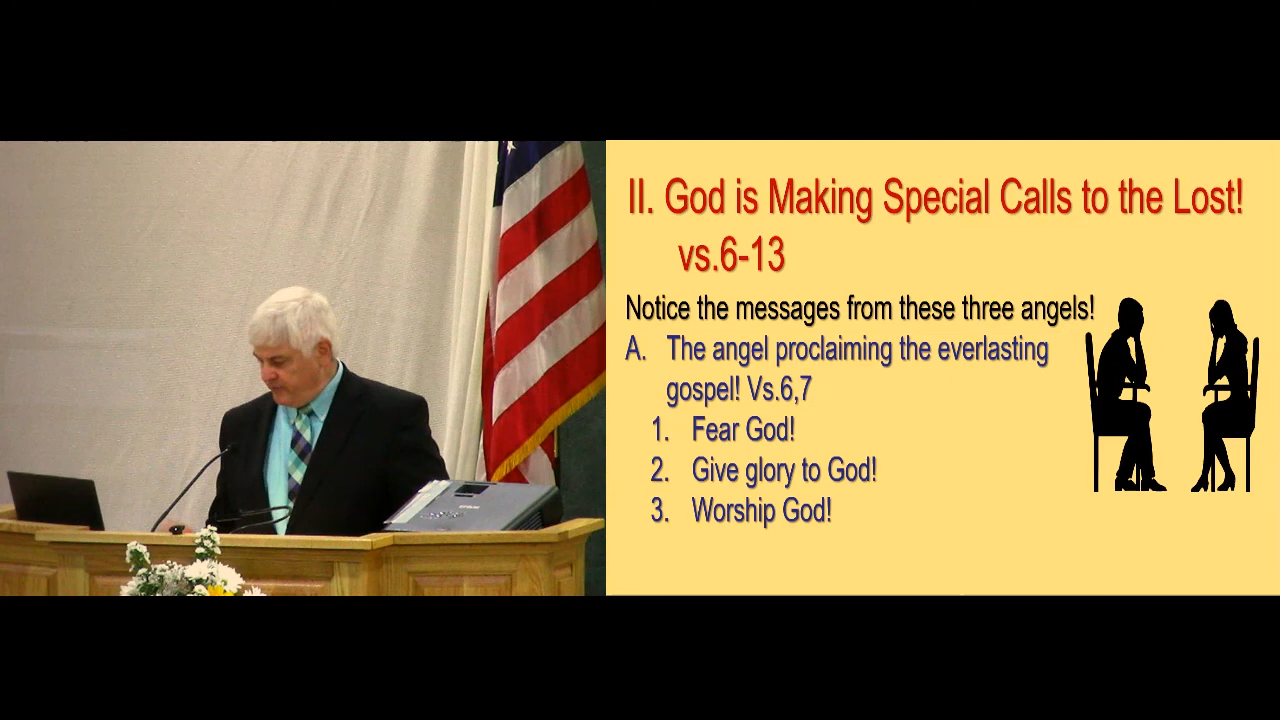 II. God is Making Special Calls to the Lost!
vs.6-13
Notice the messages from these three angels!
A. The angel proclaiming the everlasting
gospel! Vs.6,7
1. Fear God!
2. Give glory to God!
3. Worship God!
EPSON